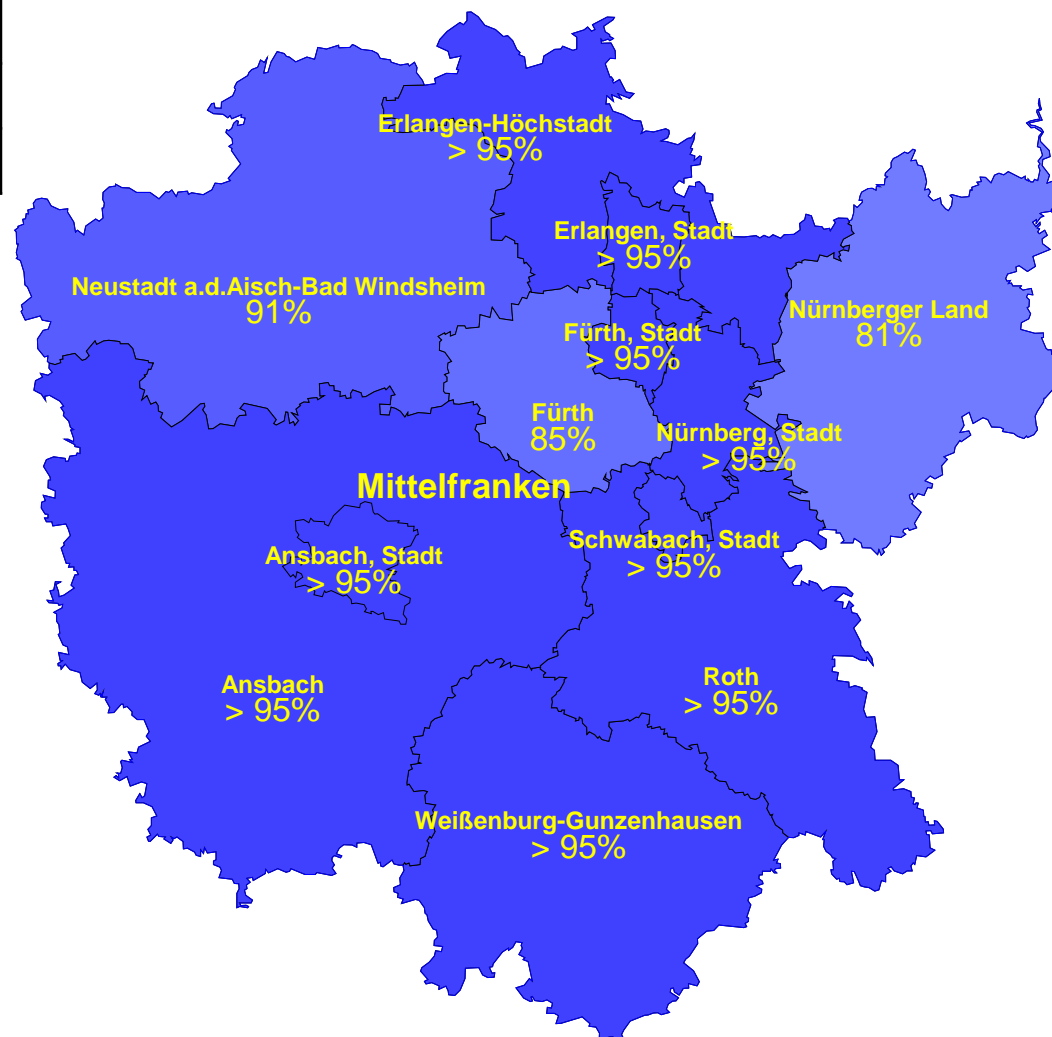 Erlangen-Höchstadt
> 95%
Erlangen, Stadt
> 95%
Neustadt a.d.Aisch-Bad Windsheim
91%
Nürnberger Land
81%
Fürth, Stadt
> 95%
Fürth
85%
Nürnberg, Stadt
> 95%
Mittelfranken
Ansbach, Stadt
> 95%
Schwabach, Stadt
> 95%
Ansbach
> 95%
Roth
> 95%
Weißenburg-Gunzenhausen
> 95%